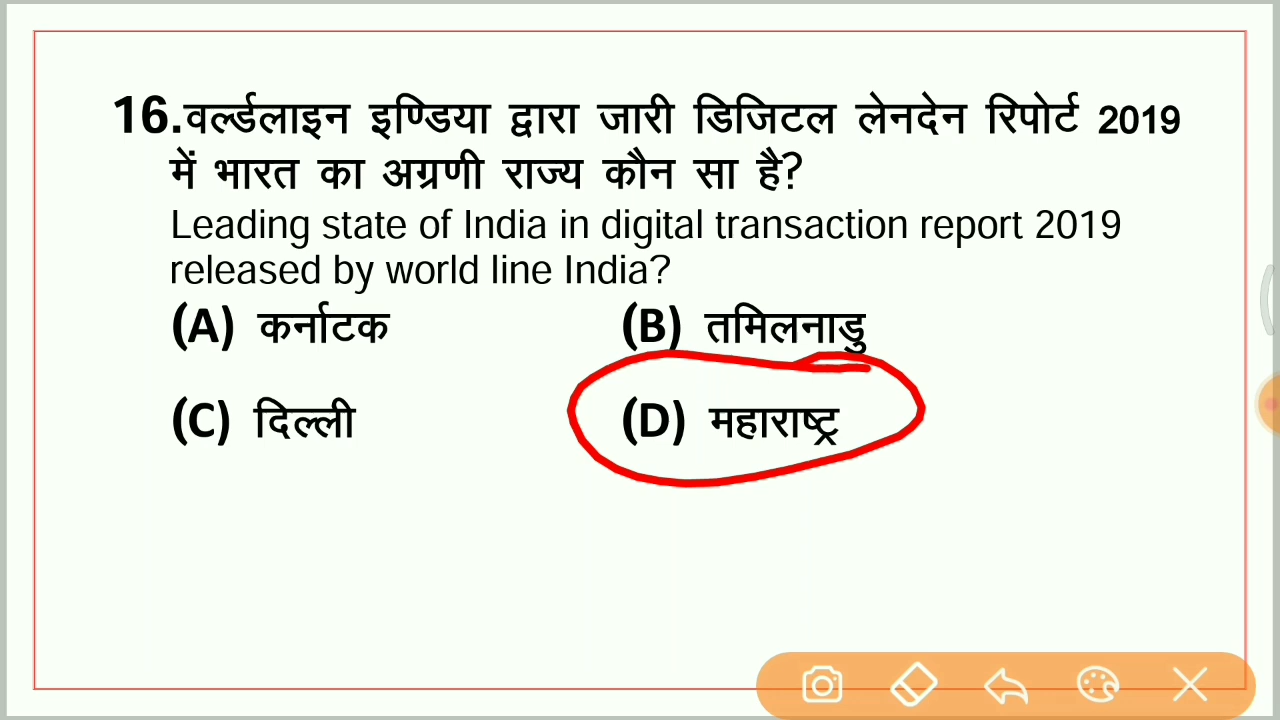 16.वर्ल्डलाइन इण्डिया द्वारा जारी डिजिटल लेनदेन रिपोर्ट 2019
में भारत का अग्रणी राज्य कौन सा है?
Leading state of India in digital transaction report 2019
released by world line India?
(A) कर्नाटक (B) तमिलनाडु
(C) दिल्ली (D) महाराष्ट्र